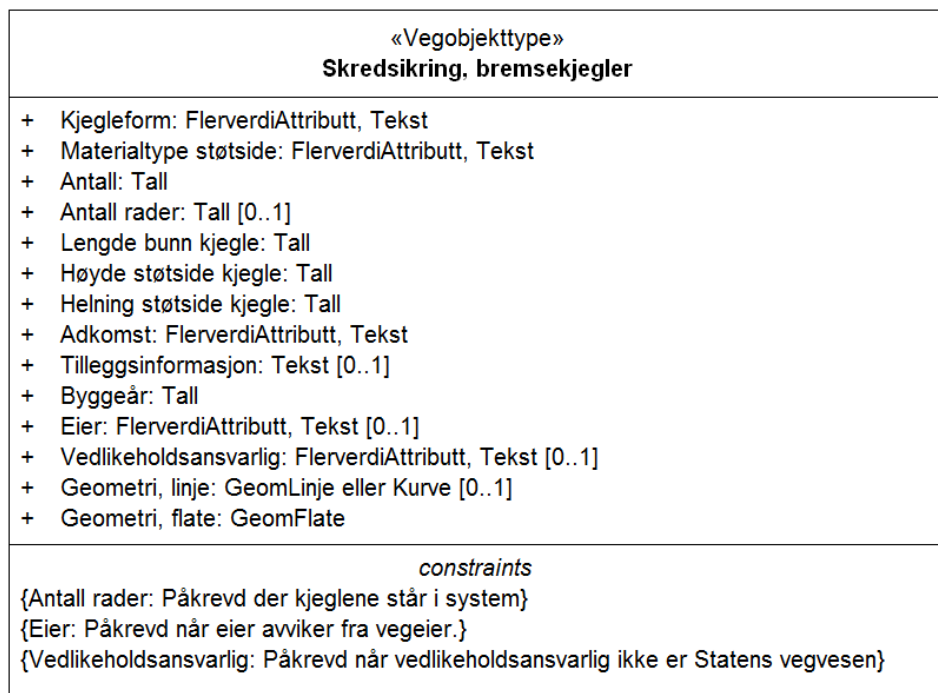 «Vegobjekttype»
Skredsikring, bremsekjegler
+ Kjegleform: FlerverdiAttributt, Tekst
+ Materialtype støtside: FlerverdiAttributt, Tekst
+ Antall: Tall
+ Antall rader: Tall [0..1]
+ Lengde bunn kjegle: Tall
+ Høyde støtside kjegle: Tall
+ Helning støtside kjegle: Tall
+ Adkomst: FlerverdiAttributt, Tekst
+ Tilleggsinformasjon: Tekst [0..1]
+ Byggeår: Tall
+ Eier: FlerverdiAttributt, Tekst [0..1]
+ Vedlikeholdsansvarlig: FlerverdiAttributt, Tekst [0..1]
+ Geometri, linje: GeomLinje eller Kurve [0..1]
+ Geometri, flate: GeomFlate
constraints
{Antall rader: Påkrevd der kjeglene står i system}
{Eier: Påkrevd når eier avviker fra vegeier.}
{Vedlikeholdsansvarlig: Påkrevd når vedlikeholdsansvarlig ikke er Statens vegvesen}